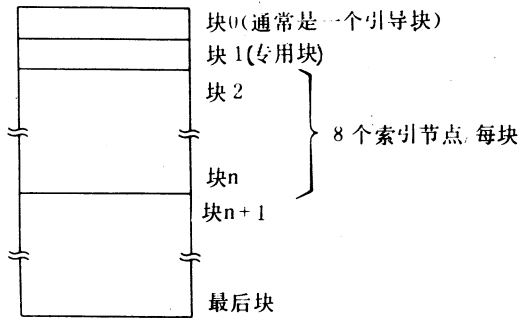 块0(通常是一个引导块)
块1(专用块)
块2
8个索引节点,每块
块n
块n+1
最后块